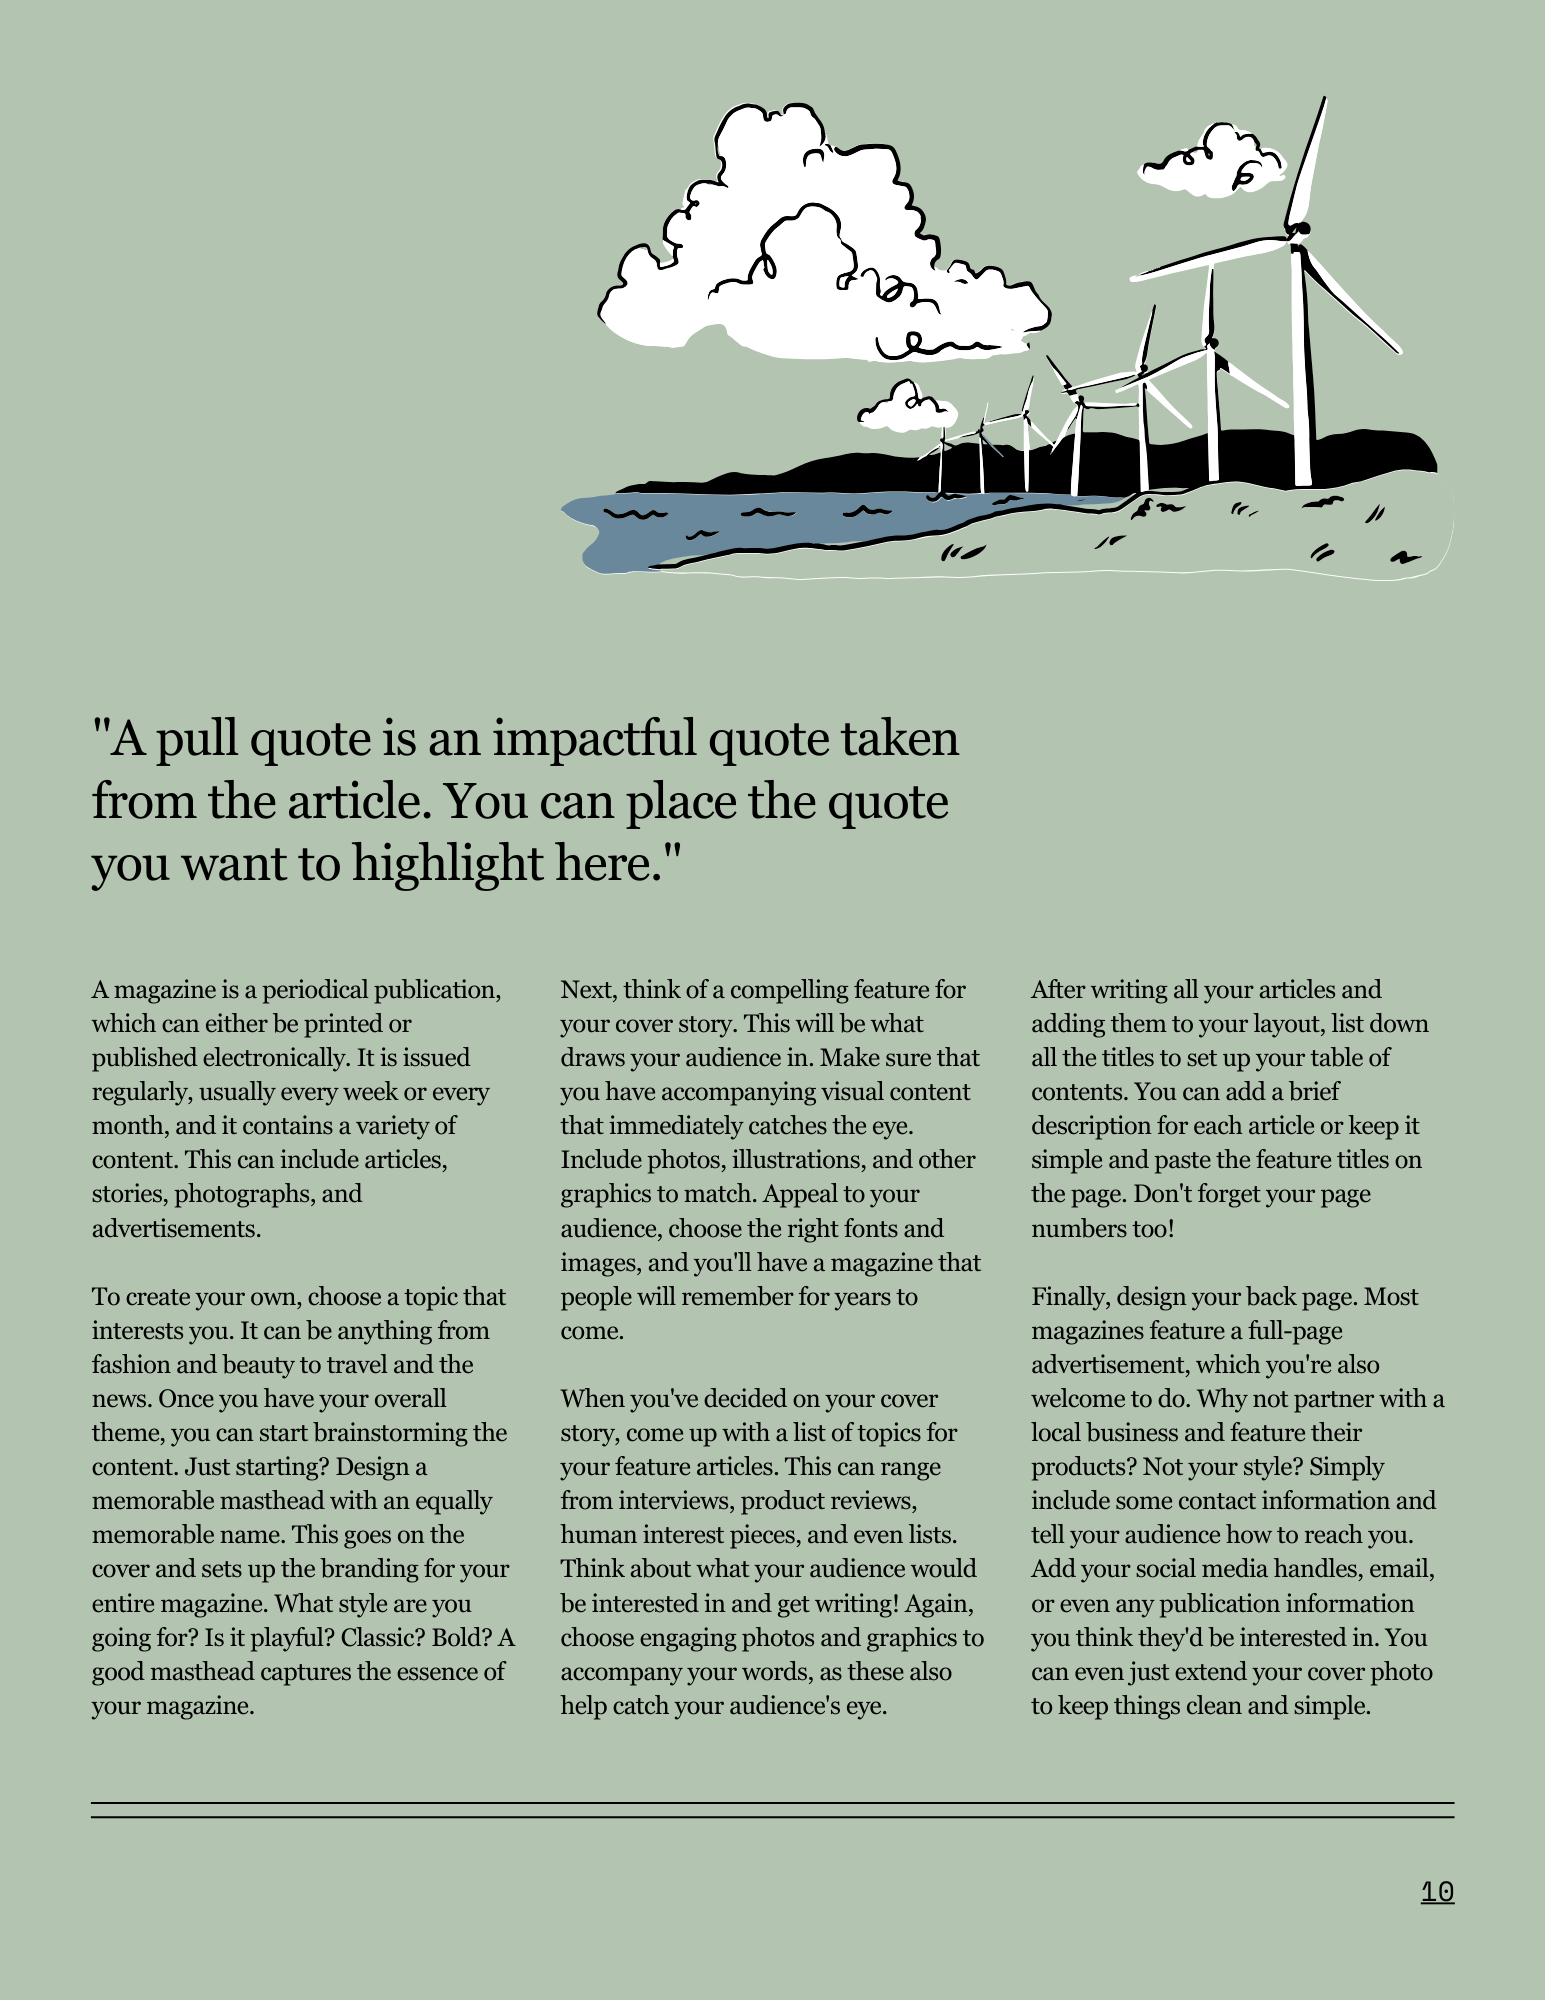 "A pull quote is an impactful quote taken
from the article. You can place the quote
you want to highlight here."
A magazine is a periodical publication,
which can either be printed or
published electronically. It is issued
regularly, usually every week or every
month, and it contains a variety of
content. This can include articles,
stories, photographs, and
advertisements.
To create your own, choose a topic that
interests you. It can be anything from
fashion and beauty to travel and the
news. Once you have your overall
theme, you can start brainstorming the
content. Just starting? Design a
memorable masthead with an equally
memorable name. This goes on the
cover and sets up the branding for your
entire magazine. What style are you
going for? Is it playful? Classic? Bold? A
good masthead captures the essence of
your magazine.
Next, think of a compelling feature for
your cover story. This will be what
draws your audience in. Make sure that
you have accompanying visual content
that immediately catches the eye.
Include photos, illustrations, and other
graphics to match. Appeal to your
audience, choose the right fonts and
images, and you'll have a magazine that
people will remember for years to
come.
When you've decided on your cover
story, come up with a list of topics for
your feature articles. This can range
from interviews, product reviews,
human interest pieces, and even lists.
Think about what your audience would
be interested in and get writing! Again,
choose engaging photos and graphics to
accompany your words, as these also
help catch your audience's eye.
After writing all your articles and
adding them to your layout, list down
all the titles to set up your table of
contents. You can add a brief
description for each article or keep it
simple and paste the feature titles on
the page. Don't forget your page
numbers too!
Finally, design your back page. Most
magazines feature a full-page
advertisement, which you're also
welcome to do. Why not partner with a
local business and feature their
products? Not your style? Simply
include some contact information and
tell your audience how to reach you.
Add your social media handles, email,
or even any publication information
you think they'd be interested in. You
can even just extend your cover photo
to keep things clean and simple.
10